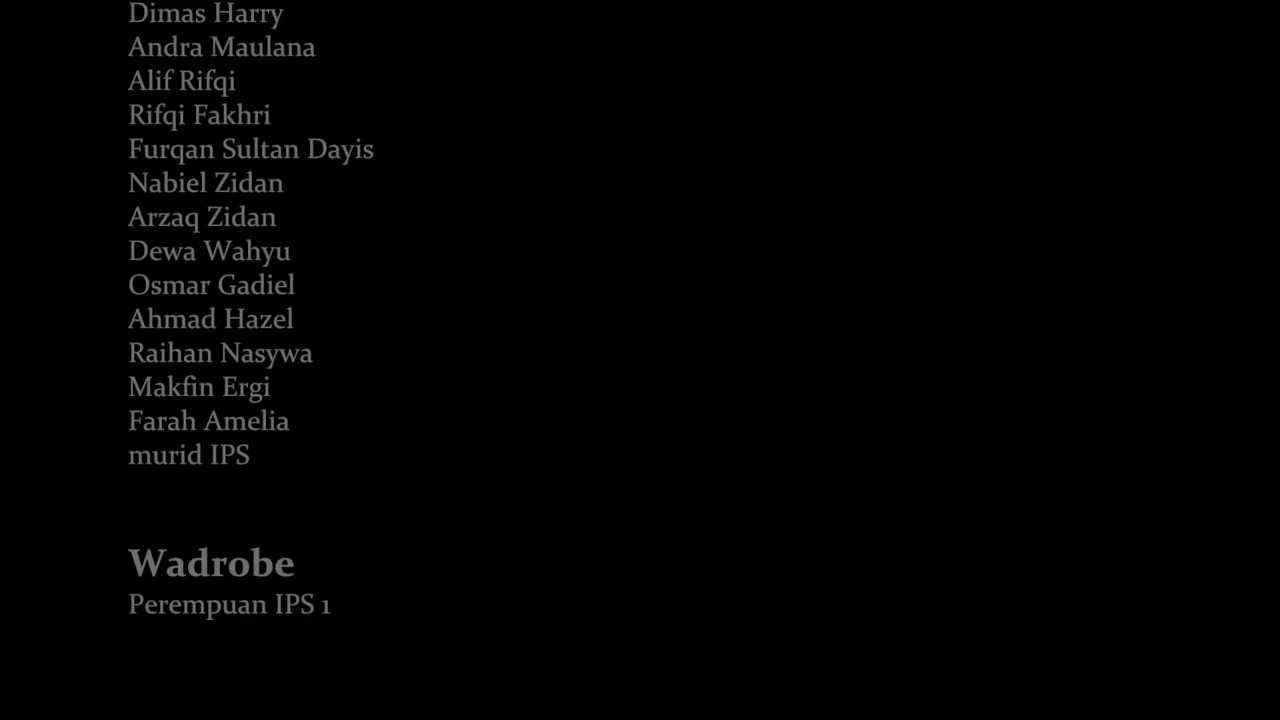 Dimas Harry
Andra Maulana
Alif Rifqi
Rifqi Fakhri
Furqan Sultan Dayis
Nabiel Zidan
Arzaq Zidan
Dewa Wahyu
Osmar Gadiel
Ahmad Hazel
Raihan Nasywa
Makfin Ergi
Farah Amelia
murid IPS
Wadrobe
Perempuan IPS 1